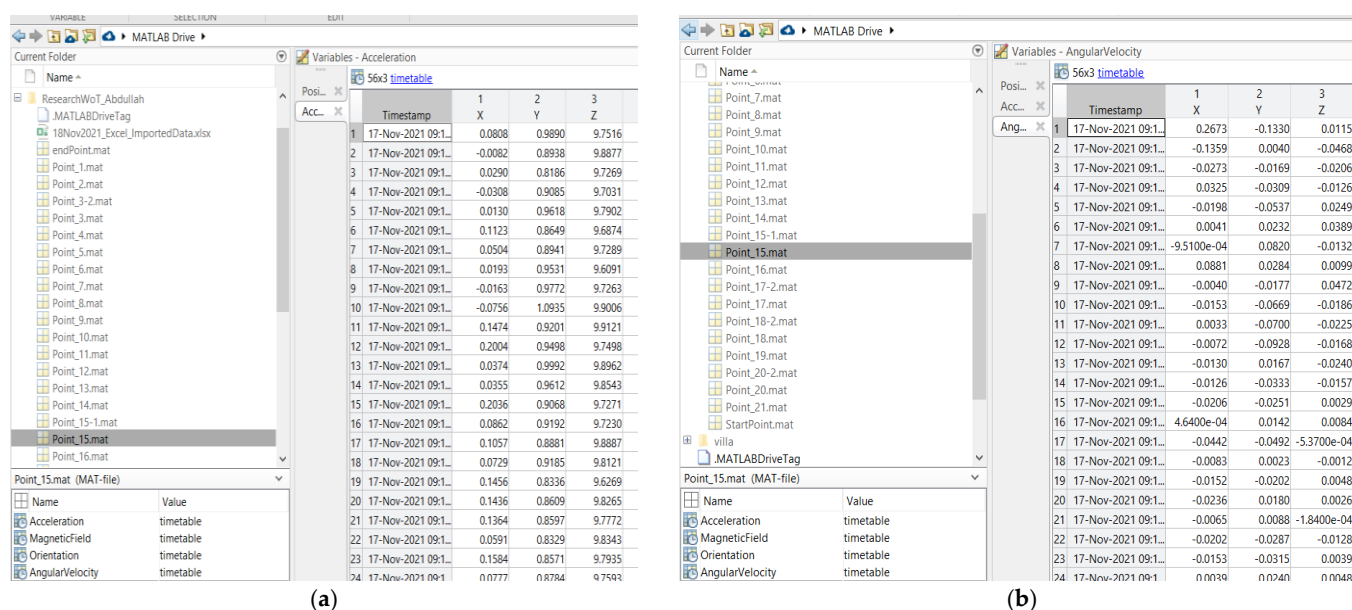 VARIABLE SELECTION EDIT
MATLAB Drive
Current Folder
Name
ResearchWoT_Abdullah
.MATLABDriveTag
18Nov2021_Excel_ImportedData.xlsx
endPoint.mat
Point_1.mat
Point_2.mat
Point_3-2.mat
Point_3.mat
Point_4.mat
Point_5.mat
Point_6.mat
Point_7.mat
Point_8.mat
Point_9.mat
Point_10.mat
Point_11.mat
Point_12.mat
Point_13.mat
Point_14.mat
Point_15-1.mat
Point_15.mat
Point_16.mat
Point_15.mat (MAT-file)
Name Value
Acceleration timetable
MagneticField timetable
Orientation timetable
AngularVelocity timetable
Variables - Acceleration
Posi...
Acc...
56x3 timetable
1 2 3
Timestamp X Y Z
1 17-Nov-2021 09:1... 0.0808 0.9890 9.7516
2 17-Nov-2021 09:1... -0.0082 0.8938 9.8877
3 17-Nov-2021 09:1... 0.0290 0.8186 9.7269
4 17-Nov-2021 09:1... -0.0308 0.9085 9.7031
5 17-Nov-2021 09:1... 0.0130 0.9618 9.7902
6 17-Nov-2021 09:1... 0.1123 0.8649 9.6874
7 17-Nov-2021 09:1... 0.0504 0.8941 9.7289
8 17-Nov-2021 09:1... 0.0193 0.9531 9.6091
9 17-Nov-2021 09:1... -0.0163 0.9772 9.7263
10 17-Nov-2021 09:1... -0.0756 1.0935 9.9006
11 17-Nov-2021 09:1... 0.1474 0.9201 9.9121
12 17-Nov-2021 09:1... 0.2004 0.9498 9.7498
13 17-Nov-2021 09:1... 0.0374 0.9992 9.8962
14 17-Nov-2021 09:1... 0.0355 0.9612 9.8543
15 17-Nov-2021 09:1... 0.2036 0.9068 9.7271
16 17-Nov-2021 09:1... 0.0862 0.9192 9.7230
17 17-Nov-2021 09:1... 0.1057 0.8881 9.9887
18 17-Nov-2021 09:1... 0.0729 0.9185 9.8121
19 17-Nov-2021 09:1... 0.1456 0.8336 9.6269
20 17-Nov-2021 09:1... 0.1436 0.8609 9.8265
21 17-Nov-2021 09:1... 0.1364 0.8597 9.7772
22 17-Nov-2021 09:1... 0.0591 0.8329 9.8343
23 17-Nov-2021 09:1... 0.1584 0.8571 9.7935
24 17-Nov-2021 09:1 0.0777 0.8784 9.7593
(a)
MATLAB Drive
Current Folder
Name
Point_7.mat
Point_8.mat
Point_9.mat
Point_10.mat
Point_11.mat
Point_12.mat
Point_13.mat
Point_14.mat
Point_15-1.mat
Point_15.mat
Point_16.mat
Point_17-2.mat
Point_17.mat
Point_18-2.mat
Point_18.mat
Point_19.mat
Point_20-2.mat
Point_20.mat
Point_21.mat
StartPoint.mat
villa
.MATLABDriveTag
Point_15.mat (MAT-file)
Name Value
Acceleration timetable
MagneticField timetable
Orientation timetable
AngularVelocity timetable
Variables - AngularVelocity
Posi...
Acc...
Ang...
56x3 timetable
1 2 3
Timestamp X Y Z
1 17-Nov-2021 09:1... 0.2673 -0.1330 0.0115
2 17-Nov-2021 09:1... -0.1359 0.0040 -0.0468
3 17-Nov-2021 09:1... -0.0273 -0.0169 -0.0206
4 17-Nov-2021 09:1... 0.0325 -0.0309 -0.0126
5 17-Nov-2021 09:1... -0.0198 -0.0537 0.0249
6 17-Nov-2021 09:1... 0.0041 0.0232 0.0389
7 17-Nov-2021 09:1... -9.5100e-04 0.0820 -0.0132
8 17-Nov-2021 09:1... 0.0881 0.0284 0.0099
9 17-Nov-2021 09:1... -0.0040 -0.0177 0.0472
10 17-Nov-2021 09:1... -0.0153 -0.0669 -0.0186
11 17-Nov-2021 09:1... 0.0033 -0.0700 -0.0225
12 17-Nov-2021 09:1... -0.0072 -0.0928 -0.0168
13 17-Nov-2021 09:1... -0.0130 0.0167 -0.0240
14 17-Nov-2021 09:1... -0.0126 -0.0333 -0.0157
15 17-Nov-2021 09:1... -0.0206 -0.0251 0.0029
16 17-Nov-2021 09:1... 4.6400e-04 0.0142 0.0084
17 17-Nov-2021 09:1... -0.0442 -0.0492 -5.3700e-04
18 17-Nov-2021 09:1... -0.0083 0.0023 -0.0012
19 17-Nov-2021 09:1... -0.0152 -0.0202 0.0048
20 17-Nov-2021 09:1... -0.0236 0.0180 0.0026
21 17-Nov-2021 09:1... -0.0065 0.0088 -1.8400e-04
22 17-Nov-2021 09:1... -0.0202 -0.0287 -0.0128
23 17-Nov-2021 09:1... -0.0153 -0.0315 0.0039
24 17-Nov-2021 09:1 0.0039 0.0240 0.0048
(b)